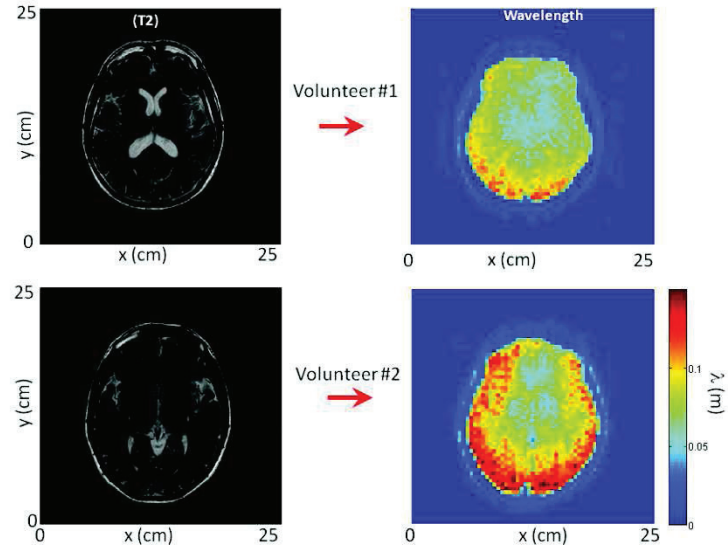 25
(T2)
Wavelength
y (cm)
Volunteer #1
0
x (cm)
25
0
x (cm)
25
25
y (cm)
Volunteer #2
0.1
0.05
0
λ (m)
0
x (cm)
25
0
x (cm)
25